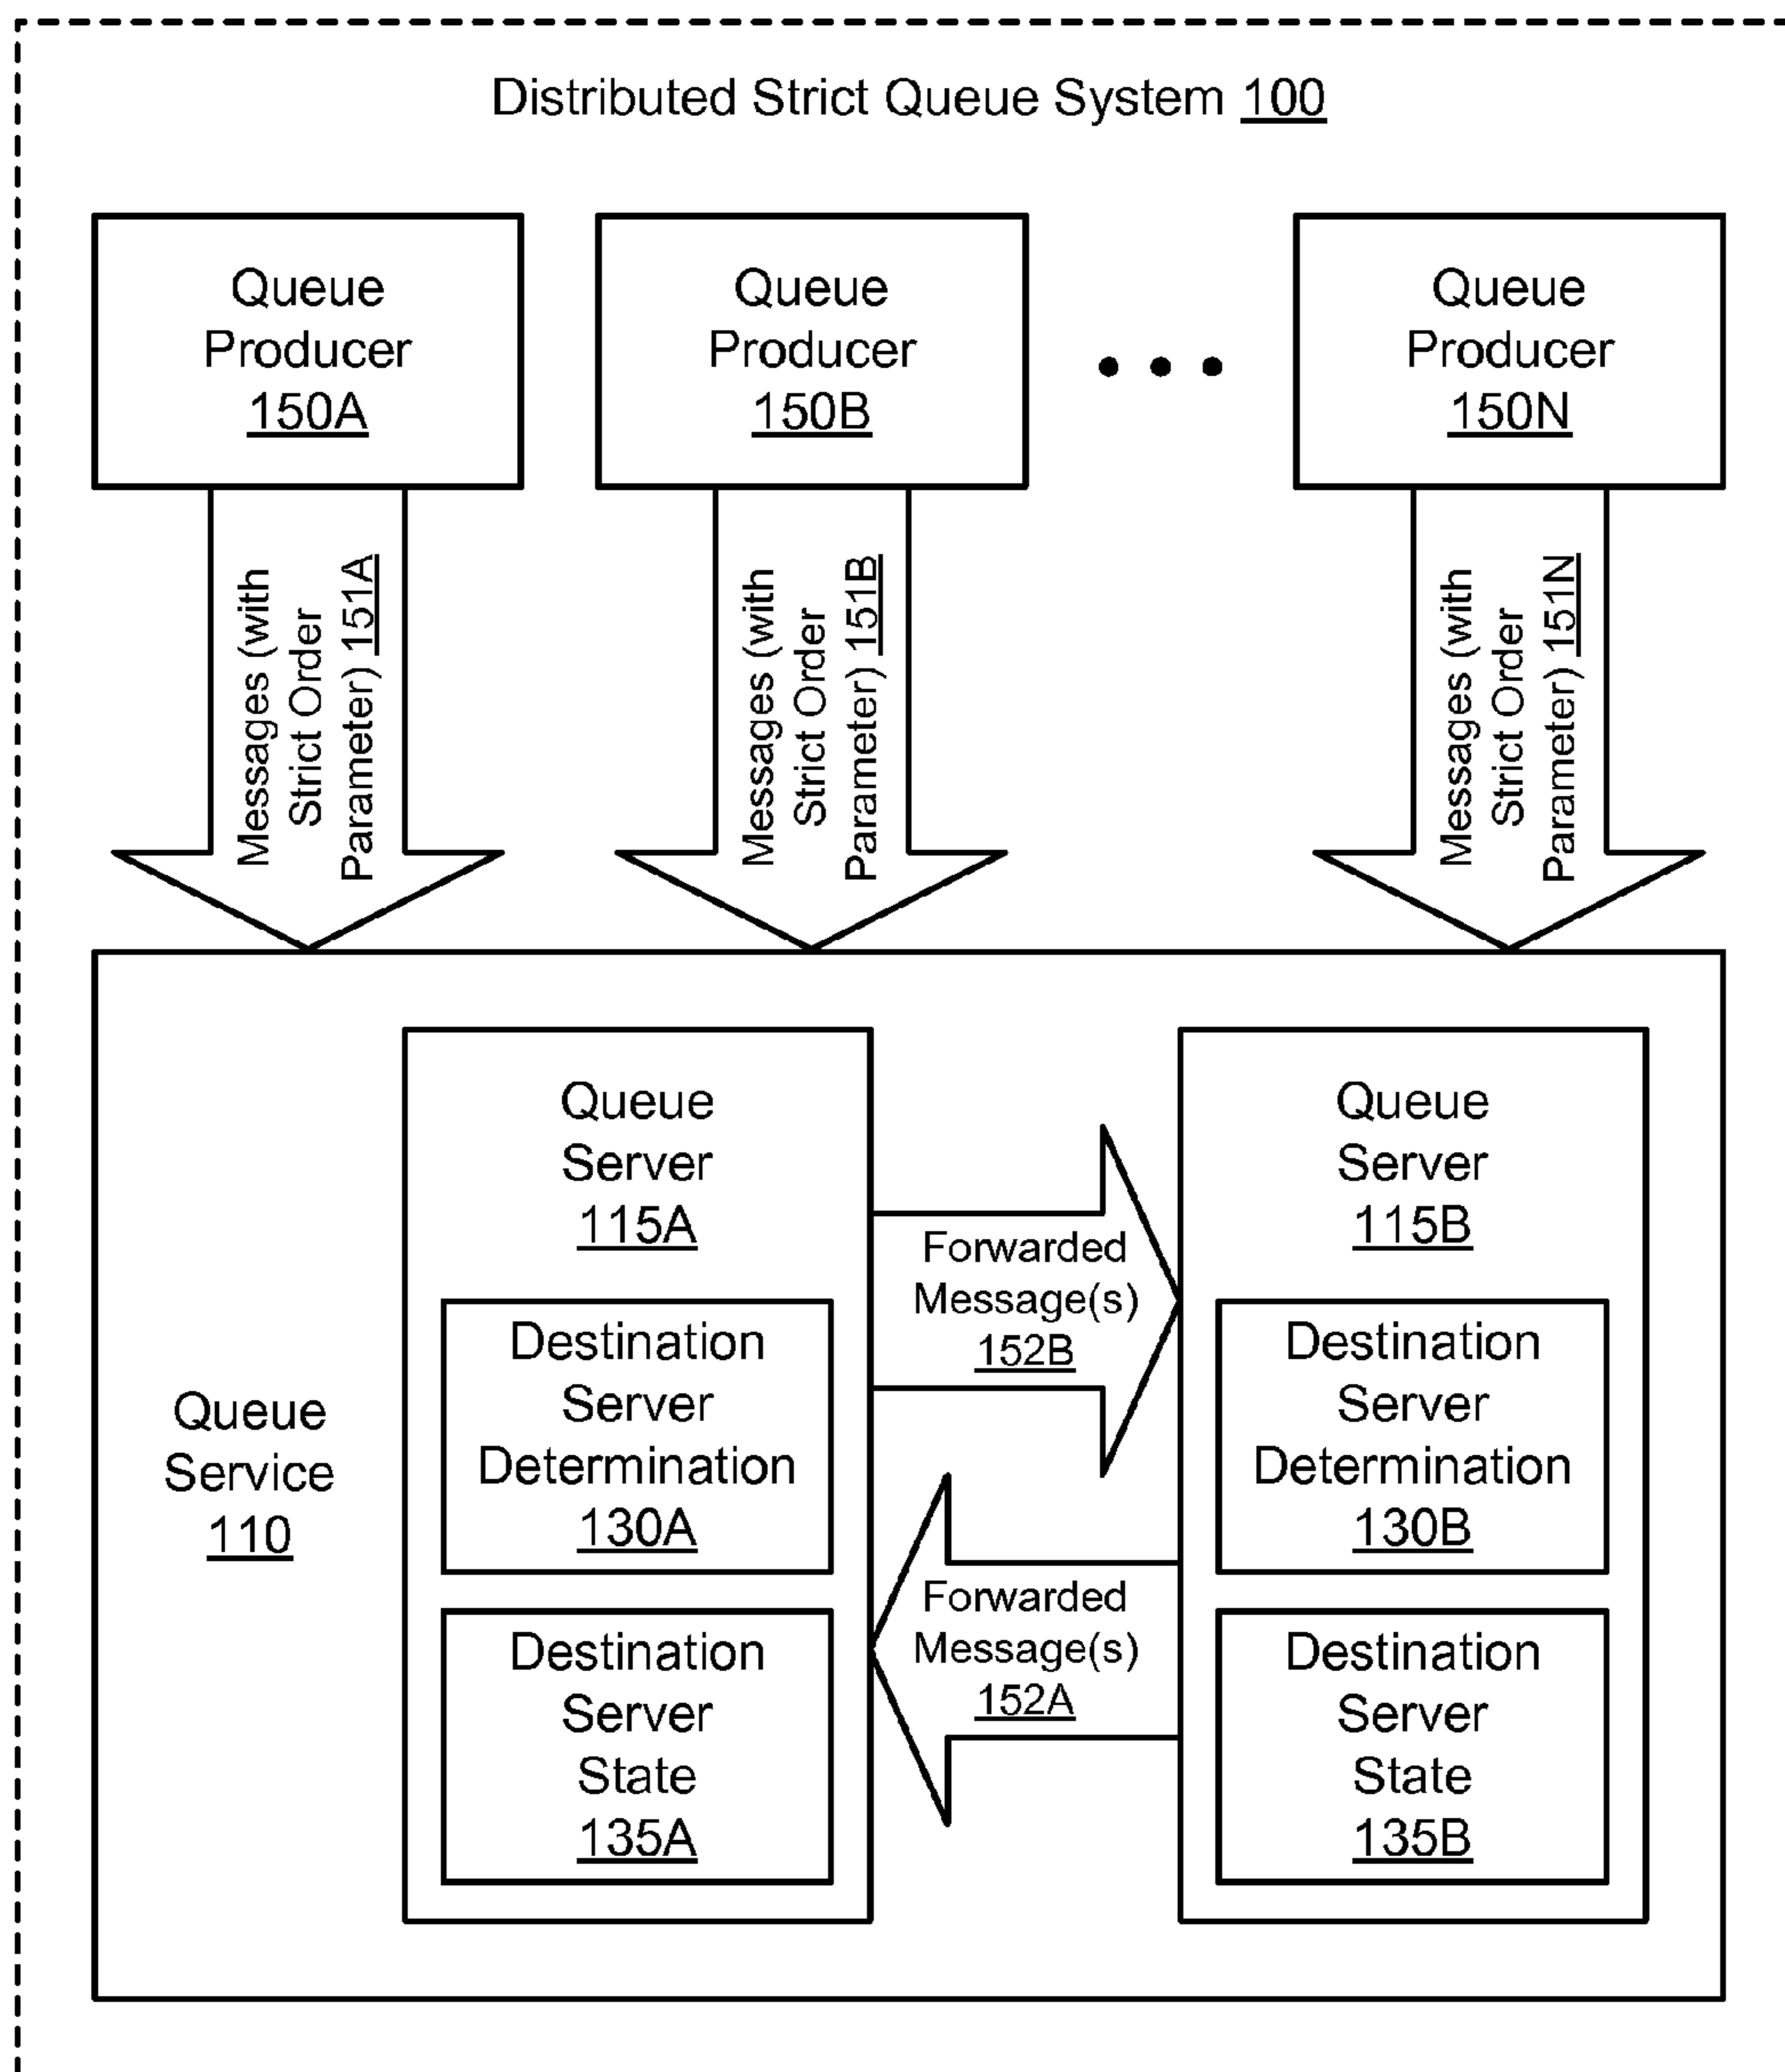 Distributed Strict Queue System 100
Queue
Producer
150A
Queue
Producer
150B
Queue
Producer
150N
Messages (with
Strict Order
Parameter) 151A
Messages (with
Strict Order
Parameter) 151B
Messages (with
Strict Order
Parameter) 151N
Queue
Service
110
Queue
Server
115A
Destination
Server
Determination
130A
Destination
Server
State
135A
Forwarded
Message(s)
152B
Forwarded
Message(s)
152A
Queue
Server
115B
Destination
Server
Determination
130B
Destination
Server
State
135B